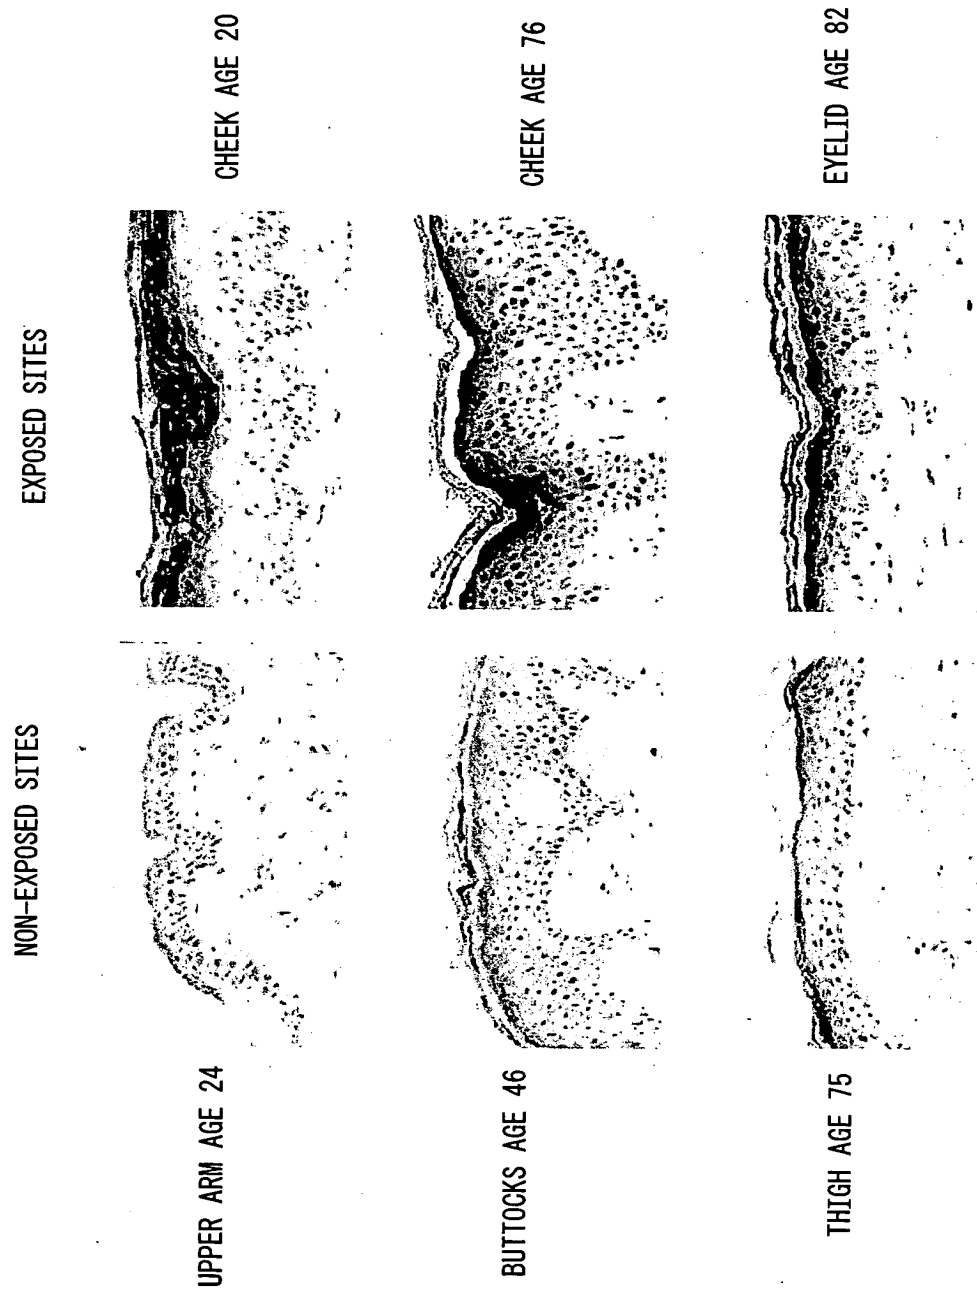 NON-EXPOSED SITES
EXPOSED SITES
UPPER ARM AGE 24
CHEEK AGE 20
BUTTOCKS AGE 46
CHEEK AGE 76
THIGH AGE 75
EYELID AGE 82